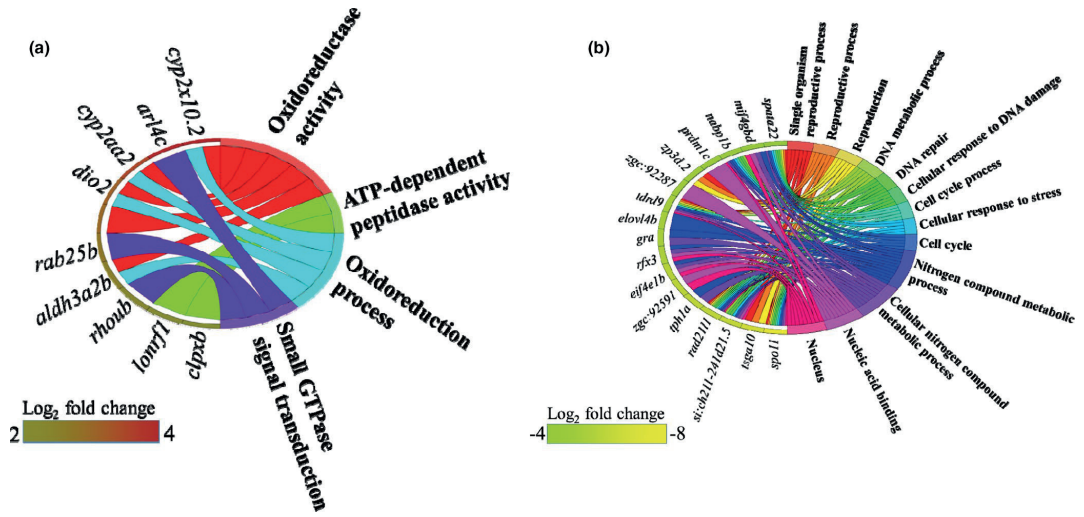 (a)
cyp2x10.2
arl4c
cyp2aa2
dio2
rab25b
aldh3a2b
rhoub
lonrf1
clpxb
Oxidoreductase
activity
ATP-dependent
peptidase activity
Oxidoreduction
process
Small GTPase
signal transduction
Log2 fold change
2
4
(b)
spata22
mif4gbd
nabp1b
prdm1c
zp3d.2
zgc:92287
tdrd9
elovl4b
gra
rfx3
eif4e1b
zgc:92591
tph1a
rad21l1
si:ch211-241d21.5
tsga10
Single organism
reproductive process
Reproductive process
Reproduction
DNA metabolic process
DNA repair
Cellular response to DNA damage
Cell cycle process
Cellular response to stress
Cell cycle
Nitrogen compound metabolic
process
Cellular nitrogen compound
metabolic process
Nucleic acid binding
Nucleus
Log2 fold change
-4
-8